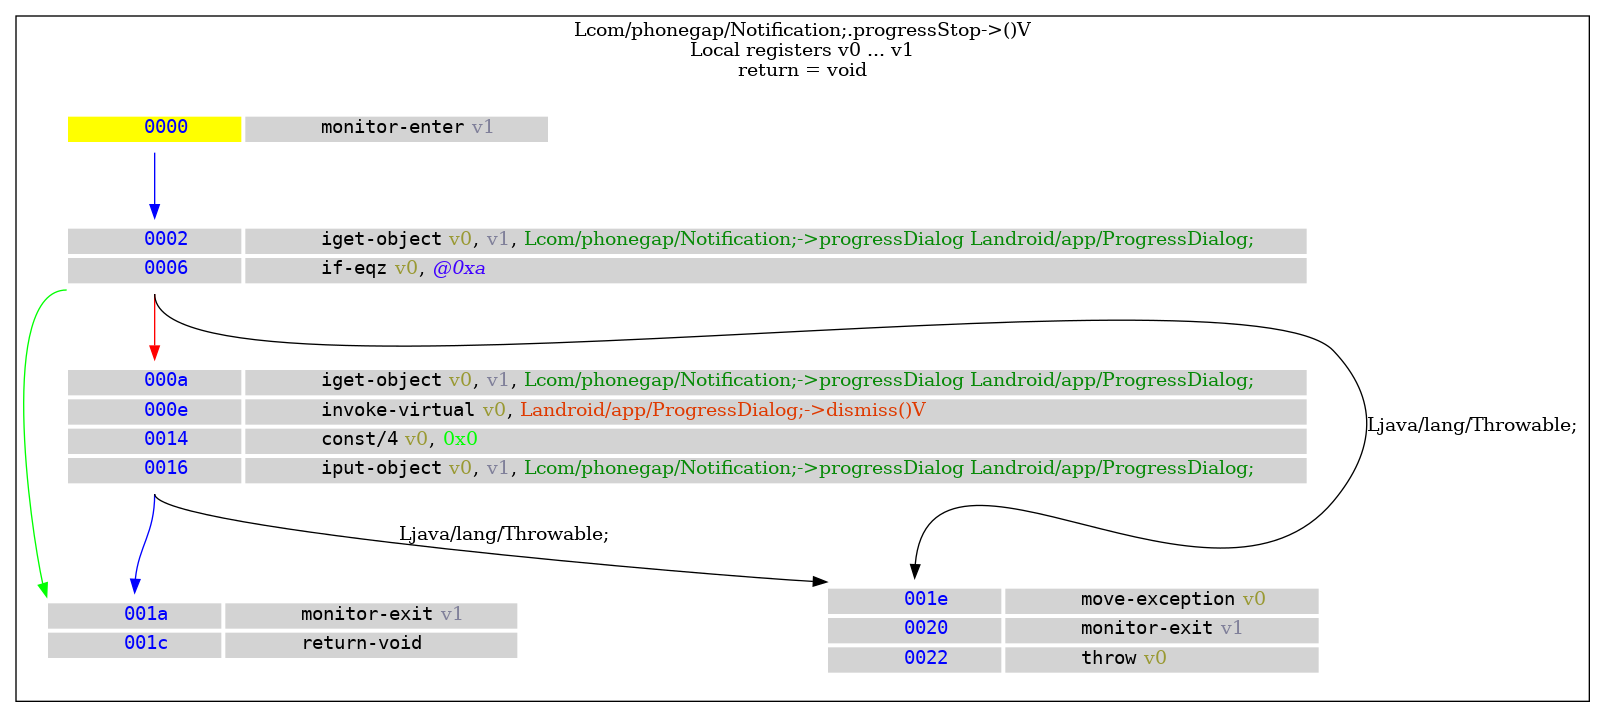 Lcom/phonegap/Notification;.progressStop->()V
Local registers v0 ... v1
return = void
0000 monitor-enter v1
0002 iget-object v0, v1, Lcom/phonegap/Notification;->progressDialog Landroid/app/ProgressDialog;
0006 if-eqz v0, @0xa
000a iget-object v0, v1, Lcom/phonegap/Notification;->progressDialog Landroid/app/ProgressDialog;
000e invoke-virtual v0, Landroid/app/ProgressDialog;->dismiss()V
Ljava/lang/Throwable;
0014 const/4 v0, 0x0
0016 iput-object v0, v1, Lcom/phonegap/Notification;->progressDialog Landroid/app/ProgressDialog;
Ljava/lang/Throwable;
001a monitor-exit v1
001c return-void
001e move-exception v0
0020 monitor-exit v1
0022 throw v0